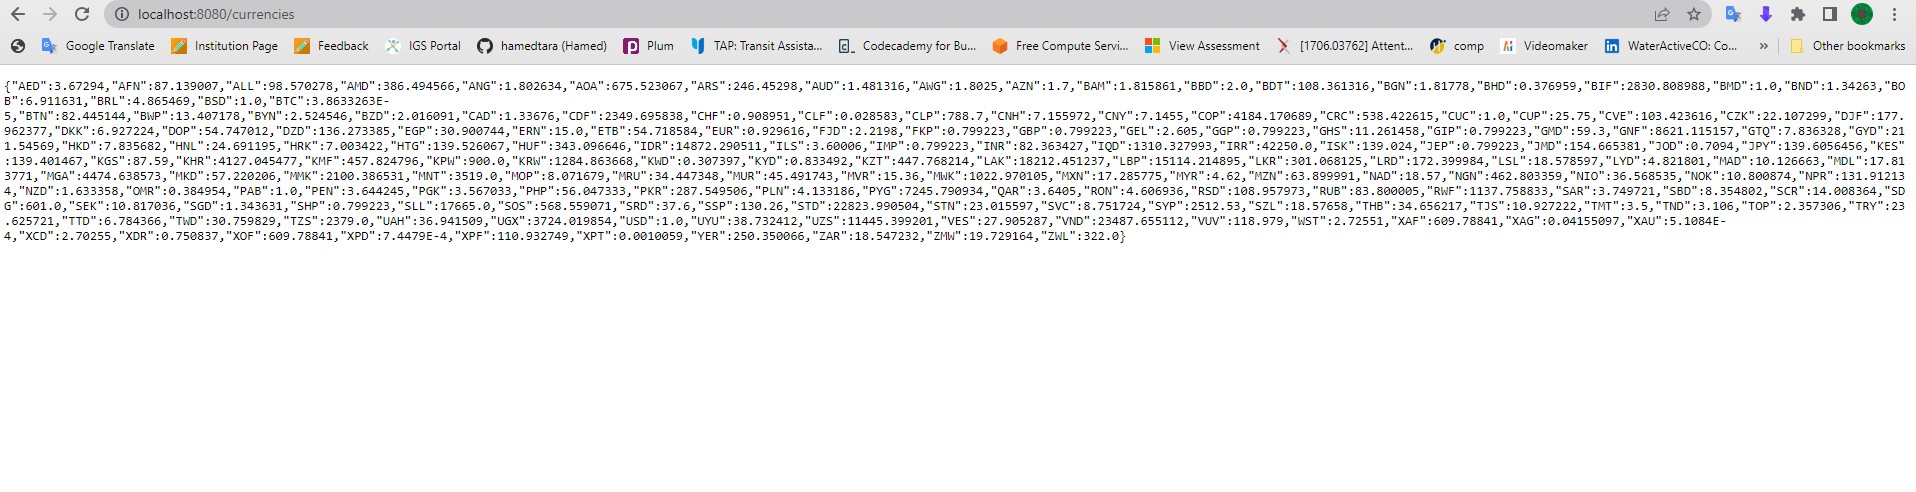 localhost:8080/currencies
Google Translate Institution Page Feedback IGS Portal hamedtara (Hamed) Plum TAP: Transit Assista... Codecademy for Bu... Free Compute Servi... View Assessment [1706.03762] Attent... comp Videomaker WaterActiveCO: Co... » Other bookmarks
{"AED":3.67294,"AFN":87.139007,"ALL":98.570278,"AMD":386.494566,"ANG":1.802634,"AOA":675.523067,"ARS":246.45298,"AUD":1.481316,"AWG":1.8025,"AZN":1.7,"BAM":1.815861,"BBD":2.0,"BDT":108.361316,"BGN":1.81778,"BHD":0.376959,"BIF":2830.808988,"BMD":1.0,"BND":1.34263,"BO
B":6.911631,"BRL":4.865469,"BSD":1.0,"BTC":3.8633263E-
5,"BTN":82.445144,"BWP":13.407178,"BYN":2.524546,"BZD":2.016091,"CAD":1.33676,"CDF":2349.695838,"CHF":0.908951,"CLF":0.028583,"CLP":788.7,"CNH":7.155972,"CNY":7.1455,"COP":4184.170689,"CRC":538.422615,"CUC":1.0,"CUP":25.75,"CVE":103.423616,"CZK":22.107299,"DJF":177.
962377,"DKK":6.927224,"DOP":54.747012,"DZD":136.273385,"EGP":30.900744,"ERN":15.0,"ETB":54.718584,"EUR":0.929616,"FJD":2.2198,"FKP":0.799223,"GBP":0.799223,"GEL":2.605,"GGP":0.799223,"GHS":11.261458,"GIP":0.799223,"GMD":59.3,"GNF":8621.115157,"GTQ":7.836328,"GYD":21
1.54569,"HKD":7.835682,"HNL":24.691195,"HRK":7.003422,"HTG":139.526067,"HUF":343.096646,"IDR":14872.290511,"ILS":3.60006,"IMP":0.799223,"INR":82.363427,"IQD":1310.327993,"IRR":42250.0,"ISK":139.024,"JEP":0.799223,"JMD":154.665381,"JOD":0.7094,"JPY":139.6056456,"KES"
:139.401467,"KGS":87.59,"KHR":4127.045477,"KMF":457.824796,"KPW":900.0,"KRW":1284.863668,"KWD":0.307397,"KYD":0.833492,"KZT":447.768214,"LAK":18212.451237,"LBP":15114.214895,"LKR":301.068125,"LRD":172.399984,"LSL":18.578597,"LYD":4.821801,"MAD":10.126663,"MDL":17.8
13771,"MGA":4474.638573,"MKD":57.220206,"MMK":2100.386531,"MNT":3519.0,"MOP":8.071679,"MRU":34.447348,"MUR":45.491743,"MVR":15.36,"MWK":1022.970105,"MXN":17.285775,"MYR":4.62,"MZN":63.899991,"NAD":18.57,"NGN":462.803359,"NIO":36.568535,"NOK":10.800874,"NPR":131.91213
4,"NZD":1.633358,"OMR":0.384954,"PAB":1.0,"PEN":3.644245,"PGK":3.567033,"PHP":56.047333,"PKR":287.549506,"PLN":4.133186,"PYG":7245.790934,"QAR":3.6405,"RON":4.606936,"RSD":108.957973,"RUB":83.800005,"RWF":1137.758833,"SAR":3.749721,"SBD":8.354802,"SCR":14.008364,"SD
G":601.0,"SEK":10.817036,"SGD":1.343631,"SHP":0.799223,"SLL":17665.0,"SOS":568.559071,"SRD":37.6,"SSP":130.26,"STD":22823.990504,"STN":23.015597,"SVC":8.751724,"SYP":2512.53,"SZL":18.57658,"THB":34.656217,"TJS":10.927222,"TMT":3.5,"TND":3.106,"TOP":2.357306,"TRY":23
.625721,"TTD":6.784366,"TWD":30.759829,"TZS":2379.0,"UAH":36.941509,"UGX":3724.019854,"USD":1.0,"UYU":38.732412,"UZS":11445.399201,"VES":27.905287,"VND":23487.655112,"VUV":118.979,"WST":2.72551,"XAF":609.78841,"XAG":0.04155097,"XAU":5.1084E-
4,"XCD":2.70255,"XDR":0.750837,"XOF":609.78841,"XPD":7.4479E-4,"XPF":110.932749,"XPT":0.0010059,"YER":250.350066,"ZAR":18.547232,"ZMW":19.729164,"ZWL":322.0}